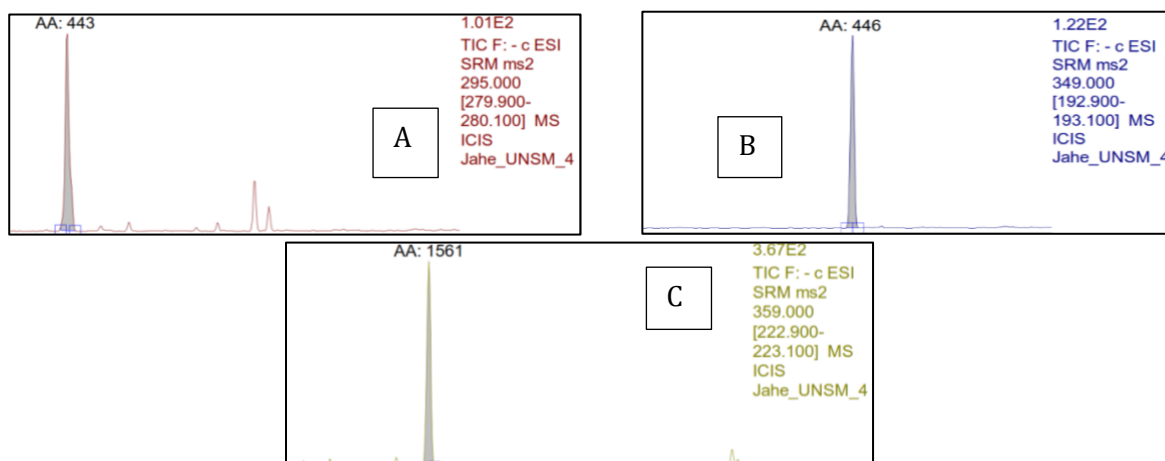 AA: 443
1.01E2
TIC F: - c ESI
SRM ms2
295.000
[279.900-
280.100] MS
ICIS
Jahe_UNSM_4
A
AA: 446
1.22E2
TIC F: - c ESI
SRM ms2
349.000
[192.900-
193.100] MS
ICIS
Jahe_UNSM_4
B
AA: 1561
3.67E2
TIC F: - c ESI
SRM ms2
359.000
[222.900-
223.100] MS
ICIS
Jahe_UNSM_4
C